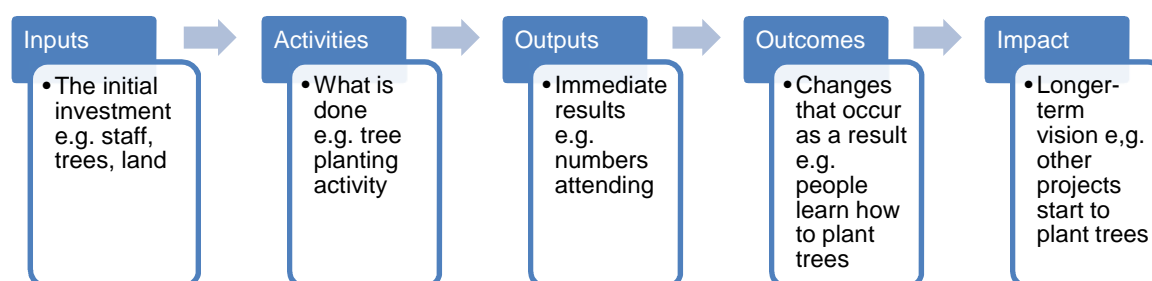 Inputs
• The initial
investment
e.g. staff,
trees, land
Activities
• What is
done
e.g. tree
planting
activity
Outputs
• Immediate
results
e.g.
numbers
attending
Outcomes
• Changes
that occur
as a result
e.g.
people
learn how
to plant
trees
Impact
• Longer-
term
vision e,g.
other
projects
start to
plant trees